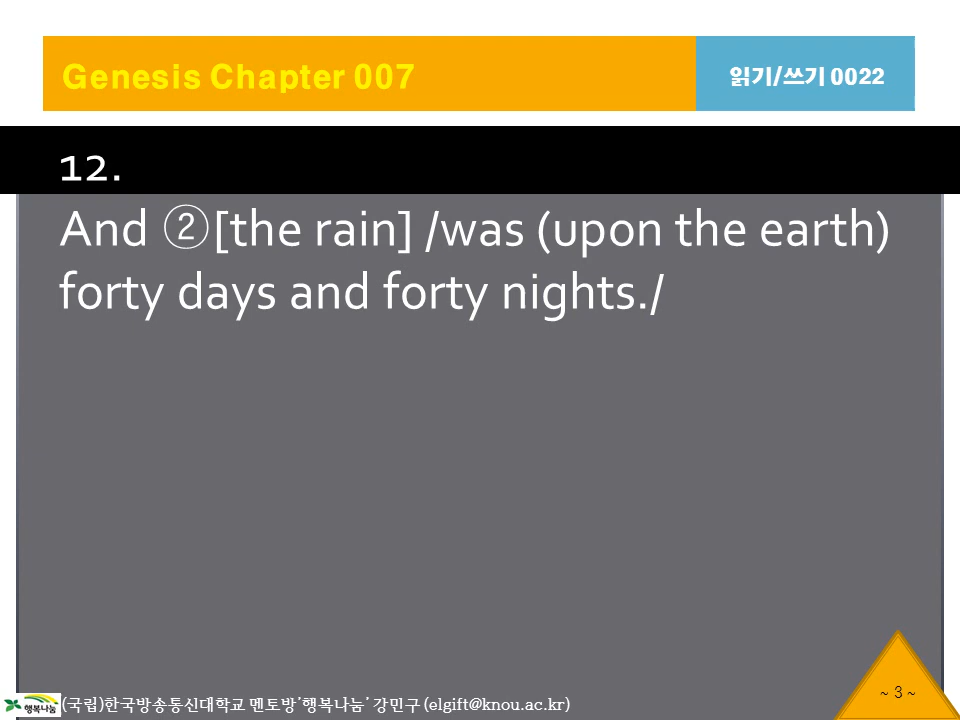 Genesis Chapter 007
읽기/쓰기 0022
12.
And ②[the rain] /was (upon the earth)
forty days and forty nights./
~ 3 ~
행복나눔
(국립)한국방송통신대학교 멘토방'행복나눔' 강민구 (elgift@knou.ac.kr)